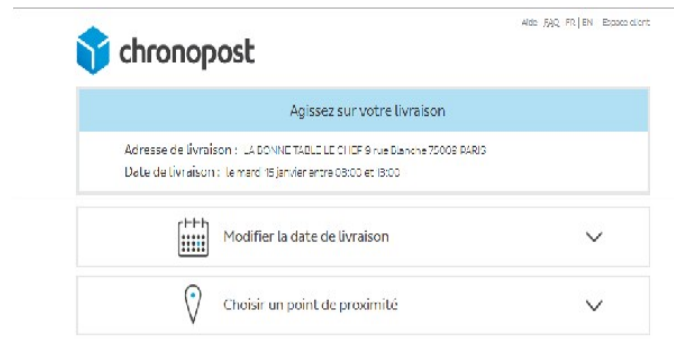 Aide FAQ FR | EN Espace client
chronopost
Agissez sur votre livraison
Adresse de livraison : LA BONNE TABLE LE CHEF 9 rue Blanche 75009 PARIS
Date de livraison : le mardi 15 janvier entre 08:00 et 13:00
Modifier la date de livraison
Choisir un point de proximité